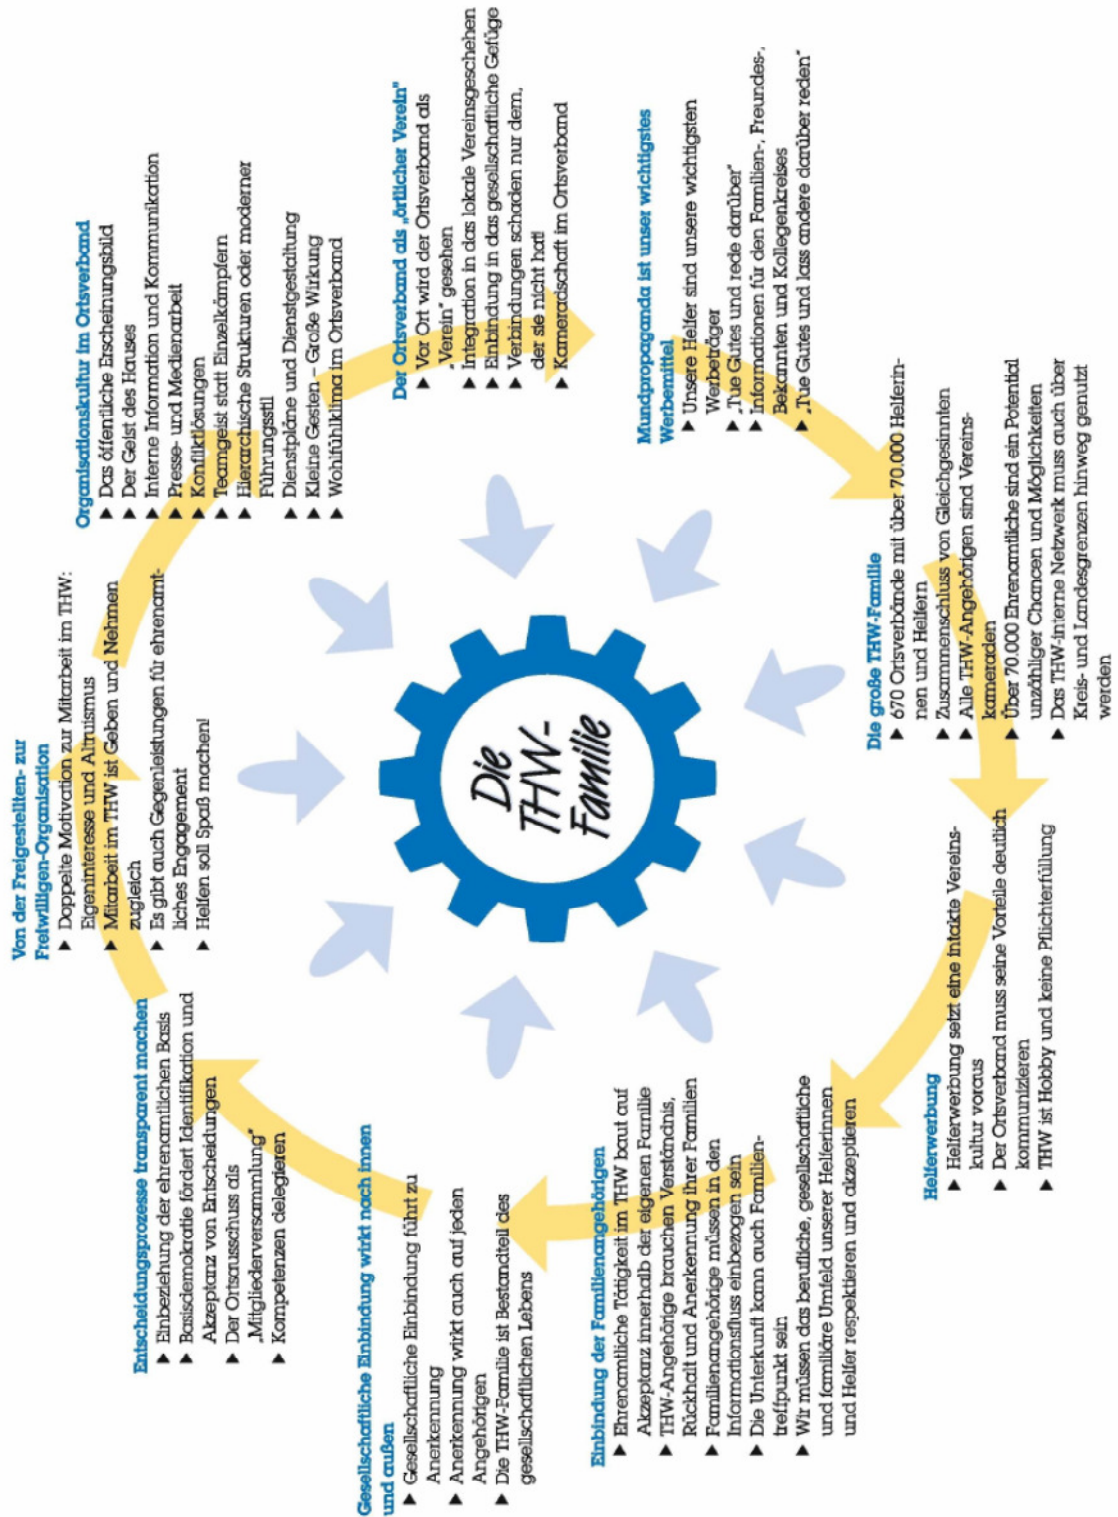 Von der Freigestellten- zur
Freiwilligen-Organisation
▶ Doppelte Motivation zur Mitarbeit im THW:
Eigeninteresse und Altruismus
▶ Mitarbeit im THW ist Geben und Nehmen
zugleich
▶ Es gibt auch Gegenleistungen für ehrenamt-
liches Engagement
▶ Helfen soll Spaß machen!
Organisationskultur im Ortsverband
▶ Das öffentliche Erscheinungsbild
▶ Der Geist des Hauses
▶ Interne Information und Kommunikation
▶ Presse- und Medienarbeit
▶ Konfliktlösungen
▶ Teamgeist statt Einzelkämpfern
▶ Hierarchische Strukturen oder moderner
Führungsstil
▶ Dienstpläne und Dienstgestaltung
▶ Kleine Gesten – Große Wirkung
▶ Wohlfühlklima im Ortsverband
Der Ortsverband als „örtlicher Verein"
▶ Vor Ort wird der Ortsverband als
„Verein" gesehen
▶ Integration in das lokale Vereinsgeschehen
▶ Einbindung in das gesellschaftliche Gefüge
▶ Verbindungen schaden nur dem,
der sie nicht hat!
▶ Kameradschaft im Ortsverband
Mundpropaganda ist unser wichtigstes
Werbemittel
▶ Unsere Helfer sind unsere wichtigsten
Werbeträger
▶ „Tue Gutes und rede darüber"
▶ Informationen für den Familien-, Freundes-,
Bekannten und Kollegenkreises
▶ „Tue Gutes und lass andere darüber reden"
Die große THW-Familie
▶ 670 Ortsverbände mit über 70.000 Helferin-
nen und Helfern
▶ Zusammenschluss von Gleichgesinnten
▶ Alle THW-Angehörigen sind Vereins-
kameraden
▶ Über 70.000 Ehrenamtliche sind ein Potential
unzähliger Chancen und Möglichkeiten
▶ Das THW-interne Netzwerk muss auch über
Kreis- und Landesgrenzen hinweg genutzt
werden
Helferwerbung
▶ Helferwerbung setzt eine intakte Vereins-
kultur voraus
▶ Der Ortsverband muss seine Vorteile deutlich
kommunizieren
▶ THW ist Hobby und keine Pflichterfüllung
Einbindung der Familienangehörigen
▶ Ehrenamtliche Tätigkeit im THW baut auf
Akzeptanz innerhalb der eigenen Familie
▶ THW-Angehörige brauchen Verständnis,
Rückhalt und Anerkennung ihrer Familien
▶ Familienangehörige müssen in den
Informationsfluss einbezogen sein
▶ Die Unterkunft kann auch Familien-
treffpunkt sein
▶ Wir müssen das berufliche, gesellschaftliche
und familiäre Umfeld unserer Helferinnen
und Helfer respektieren und akzeptieren
Gesellschaftliche Einbindung wirkt nach innen
und außen
▶ Gesellschaftliche Einbindung führt zu
Anerkennung
▶ Anerkennung wirkt auch auf jeden
Angehörigen
▶ Die THW-Familie ist Bestandteil des
gesellschaftlichen Lebens
Entscheidungsprozesse transparent machen
▶ Einbeziehung der ehrenamtlichen Basis
▶ Basisdemokratie fördert Identifikation und
Akzeptanz von Entscheidungen
▶ Der Ortsausschuss als
„Mitgliederversammlung"
▶ Kompetenzen delegieren
Die
THW-
Familie